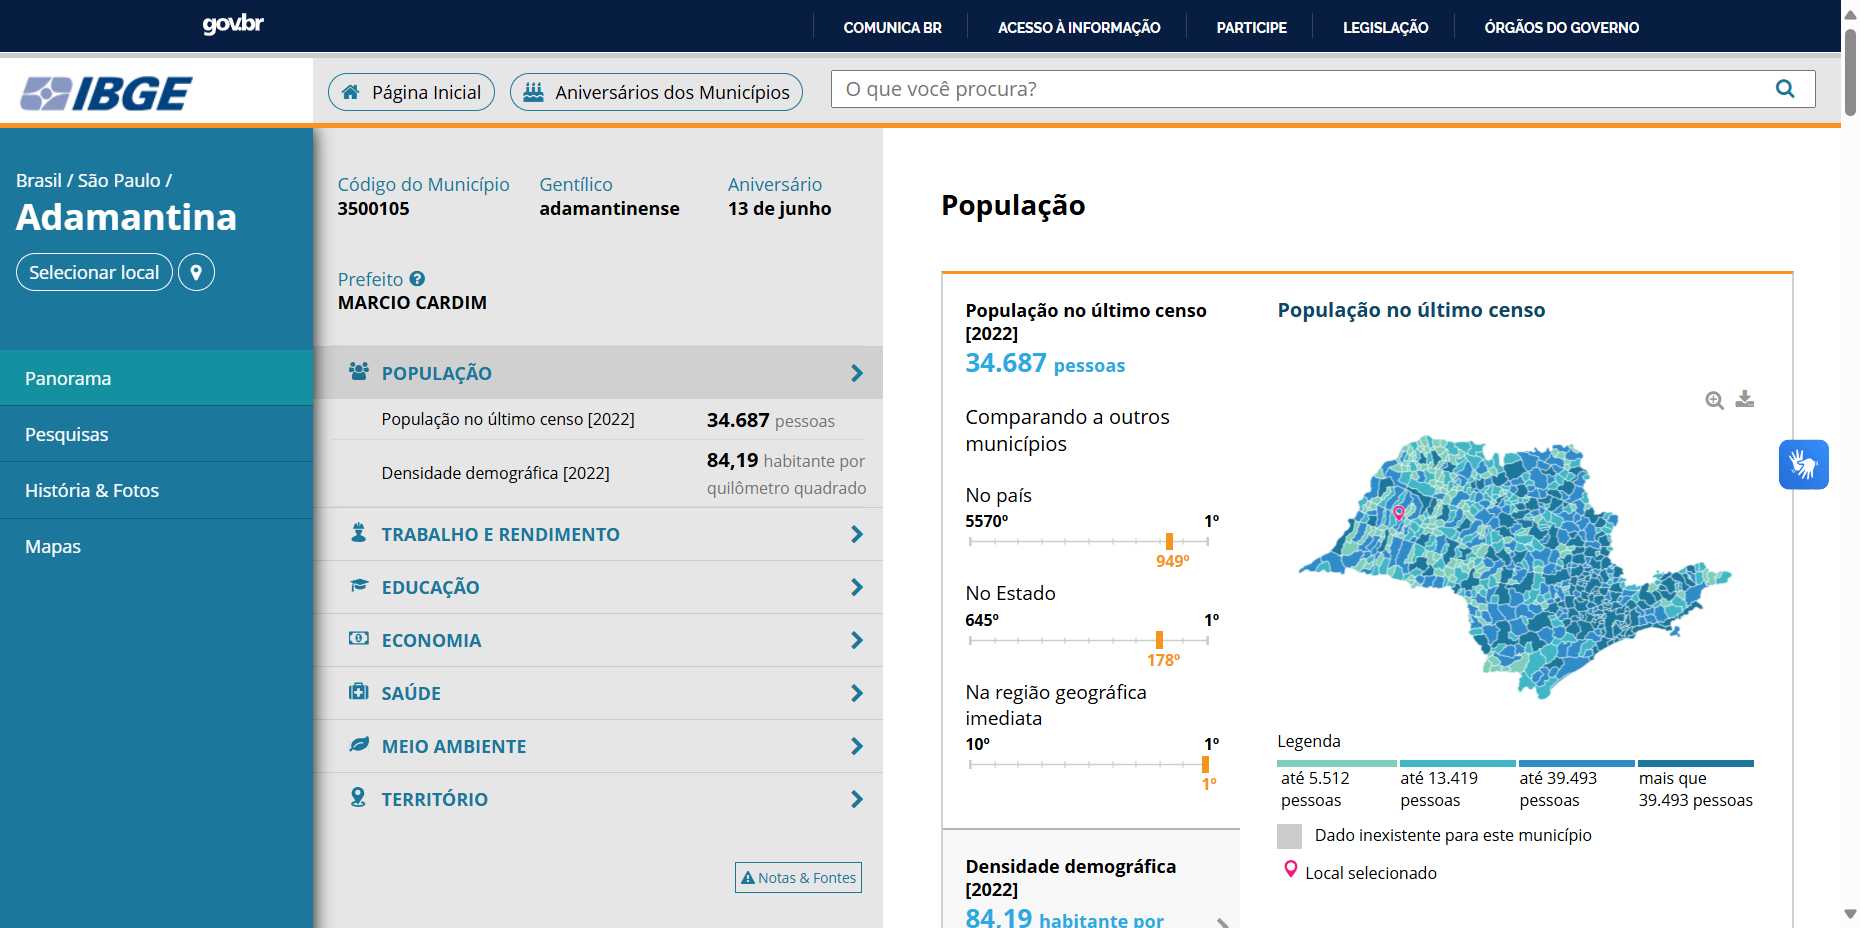 gov.br
COMUNICA BR
ACESSO À INFORMAÇÃO
PARTICIPE
LEGISLAÇÃO
ÓRGÃOS DO GOVERNO
IBGE
Página Inicial
Aniversários dos Municípios
O que você procura?
Brasil / São Paulo /
Adamantina
Selecionar local
Panorama
Pesquisas
História & Fotos
Mapas
Código do Município
3500105
Gentílico
adamantinense
Aniversário
13 de junho
Prefeito
MARCIO CARDIM
POPULAÇÃO
População no último censo [2022]
34.687 pessoas
Densidade demográfica [2022]
84,19 habitante por
quilômetro quadrado
TRABALHO E RENDIMENTO
EDUCAÇÃO
ECONOMIA
SAÚDE
MEIO AMBIENTE
TERRITÓRIO
Notas & Fontes
População
População no último censo
[2022]
34.687 pessoas
Comparando a outros
municípios
No país
5570º 1º
949º
No Estado
645º 1º
178º
Na região geográfica
imediata
10º 1º
1º
Densidade demográfica
[2022]
84,19 habitante por
População no último censo
Legenda
até 5.512
pessoas
até 13.419
pessoas
até 39.493
pessoas
mais que
39.493 pessoas
Dado inexistente para este município
Local selecionado